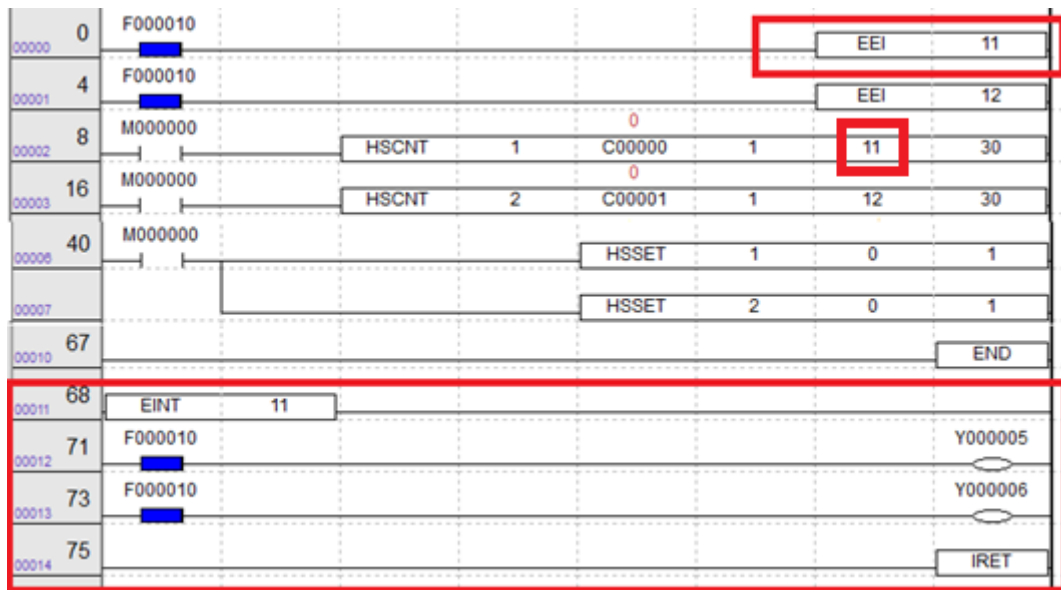 0 F000010
00000 EEI 11
4 F000010
00001 EEI 12
8 M000000 0
00002 HSCNT 1 C00000 1 11 30
16 M000000 0
00003 HSCNT 2 C00001 1 12 30
40 M000000
00006 HSSET 1 0 1
00007 HSSET 2 0 1
67
00010 END
68
00011 EINT 11
71 F000010 Y000005
00012
73 F000010 Y000006
00013
75
00014 IRET